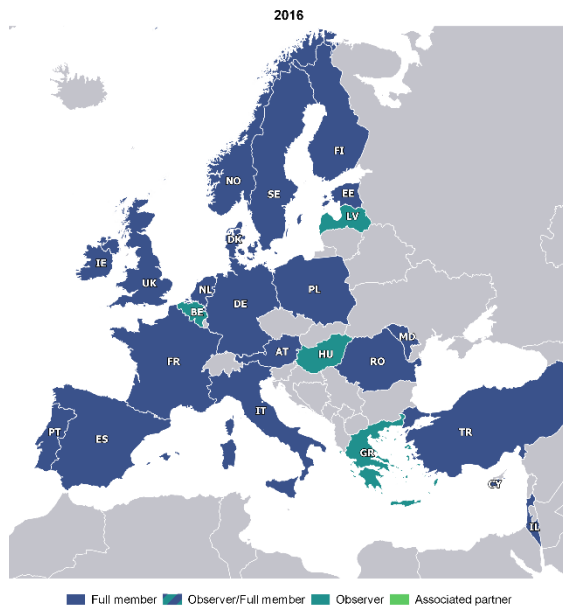 2016
FI
NO
SE
EE
LV
DK
IE
UK
NL
PL
DE
BE
MD
FR
AT
HU
RO
IT
PT
ES
TR
GR
CY
IL
Full member
Observer/Full member
Observer
Associated partner